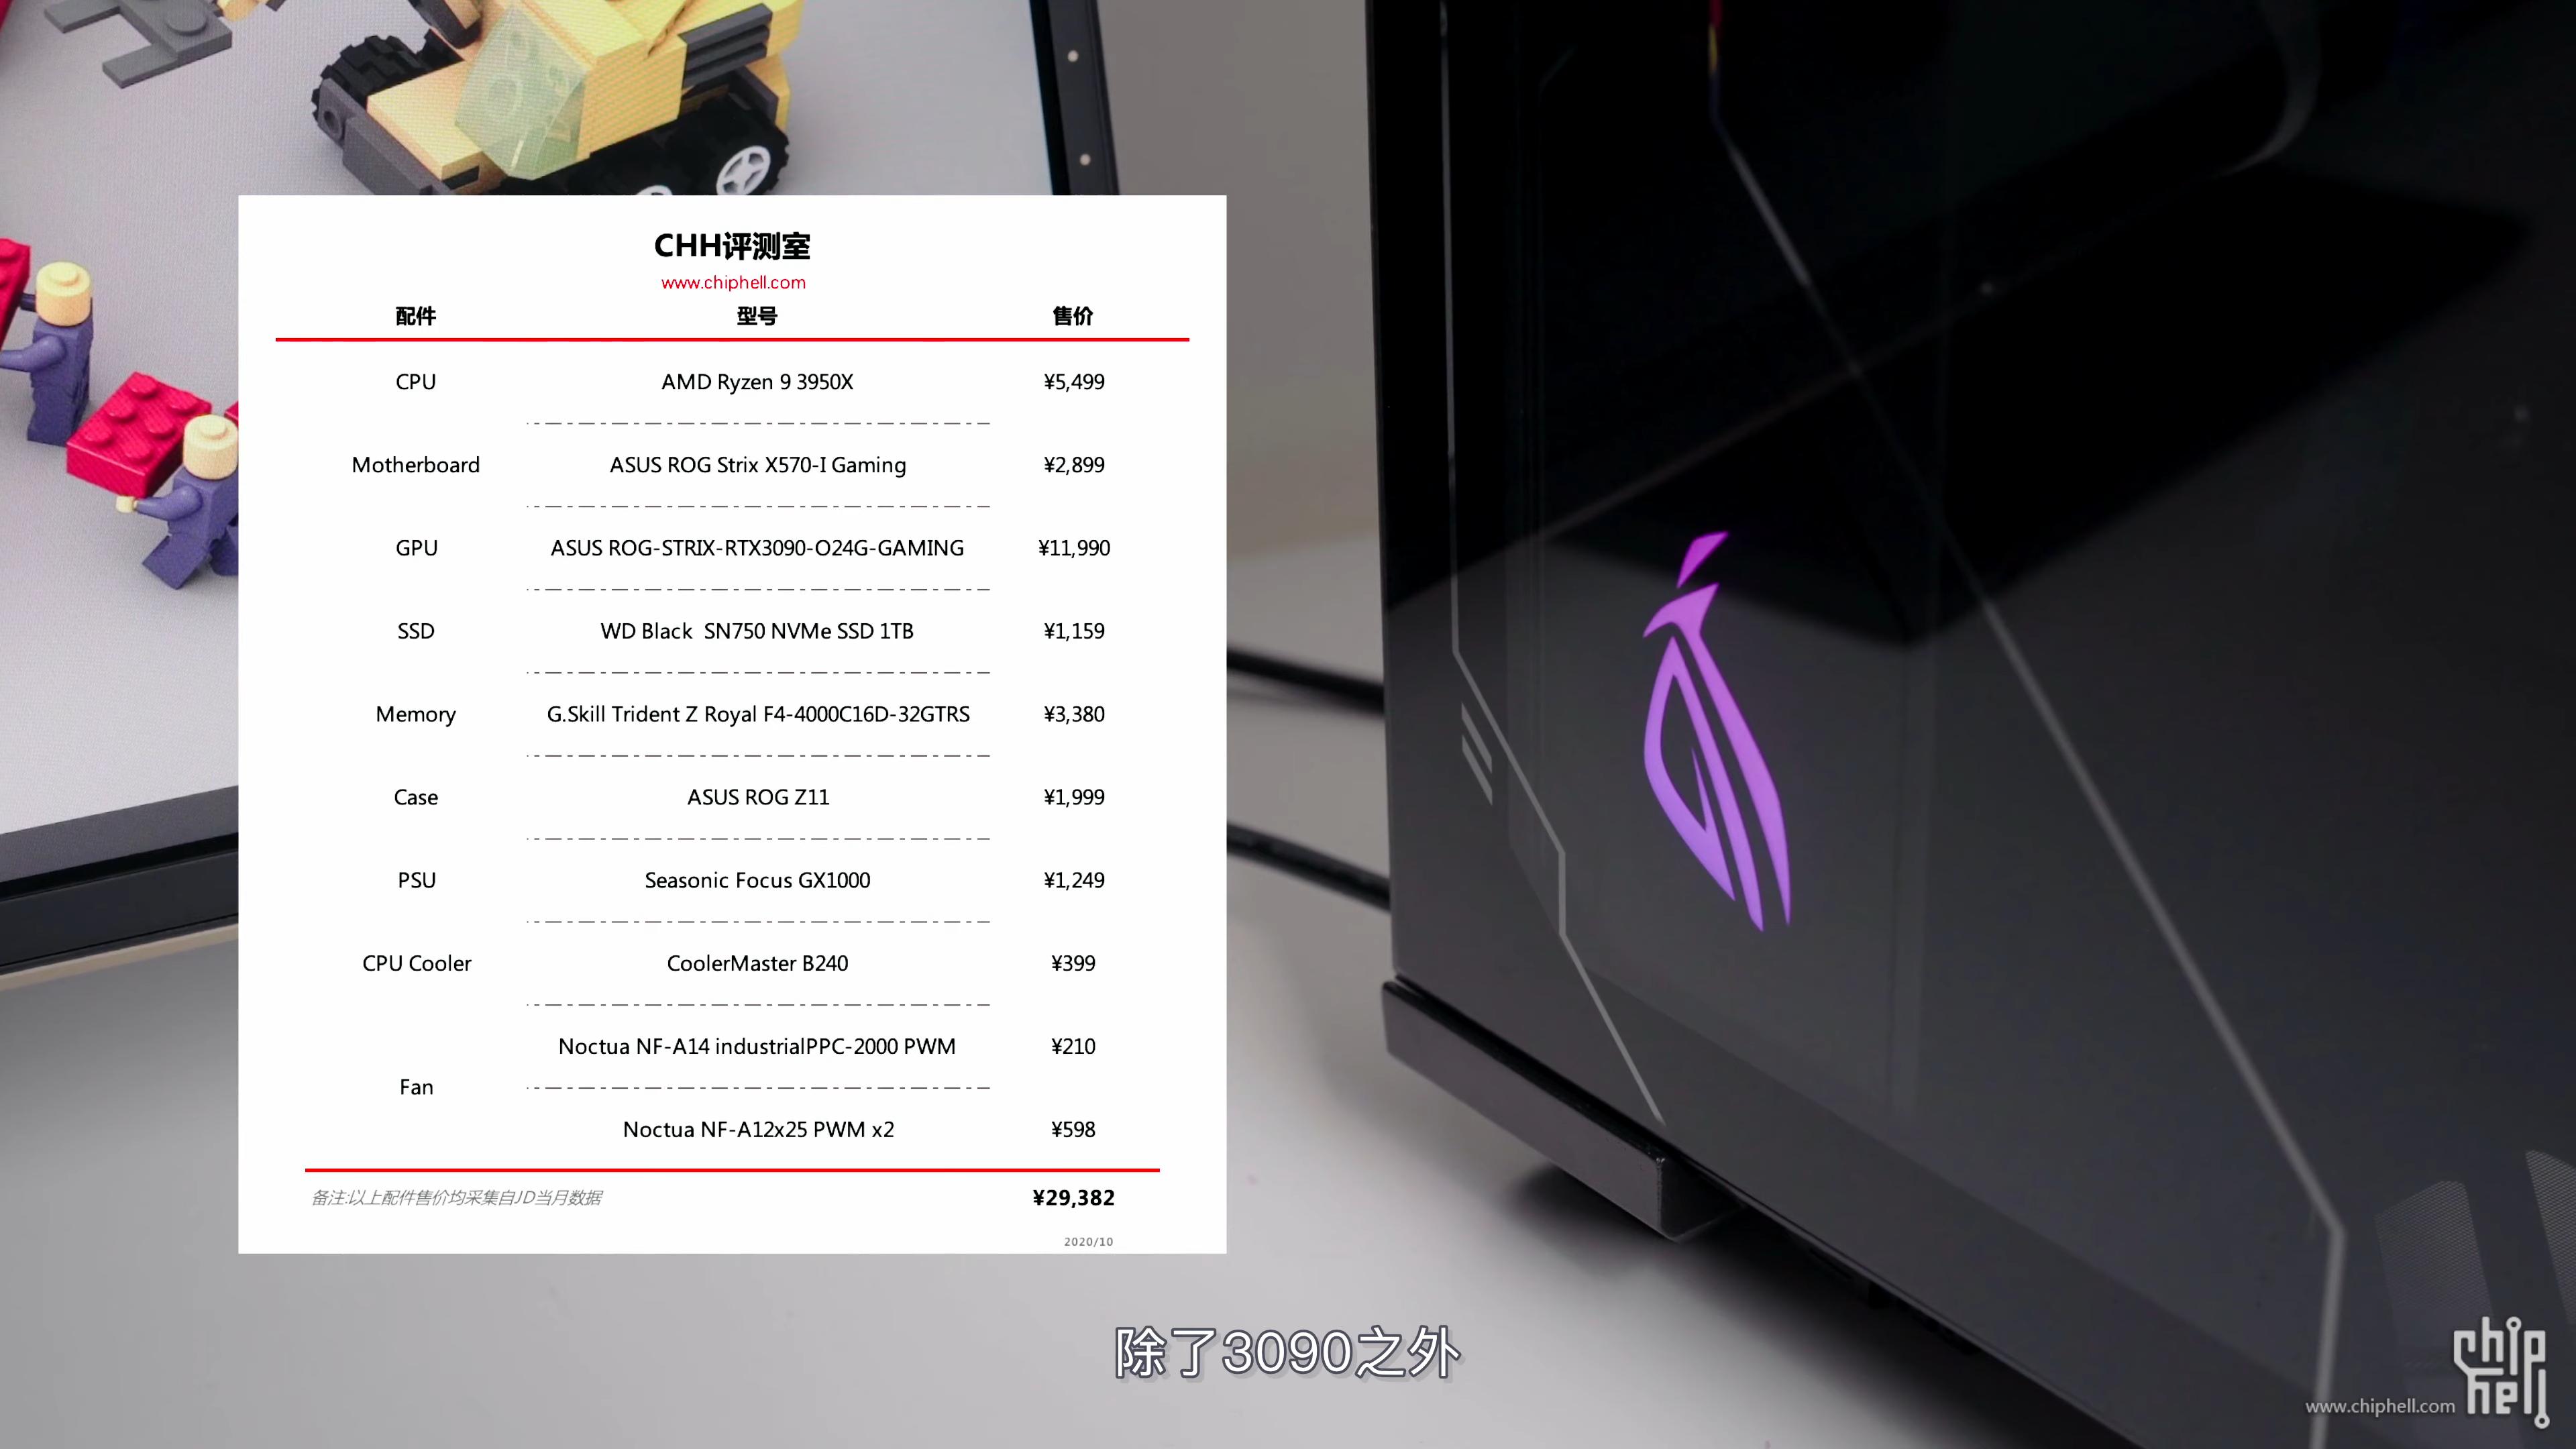 CHH评测室
www.chiphell.com
配件 型号 售价
CPU AMD Ryzen 9 3950X ¥5,499
Motherboard ASUS ROG Strix X570-I Gaming ¥2,899
GPU ASUS ROG-STRIX-RTX3090-O24G-GAMING ¥11,990
SSD WD Black SN750 NVMe SSD 1TB ¥1,159
Memory G.Skill Trident Z Royal F4-4000C16D-32GTRS ¥3,380
Case ASUS ROG Z11 ¥1,999
PSU Seasonic Focus GX1000 ¥1,249
CPU Cooler CoolerMaster B240 ¥399
Fan
Noctua NF-A14 industrialPPC-2000 PWM ¥210
Noctua NF-A12x25 PWM x2 ¥598
备注:以上配件售价均采集自JD当月数据 ¥29,382
2020/10
除了3090之外
www.chiphell.com
chip
hell